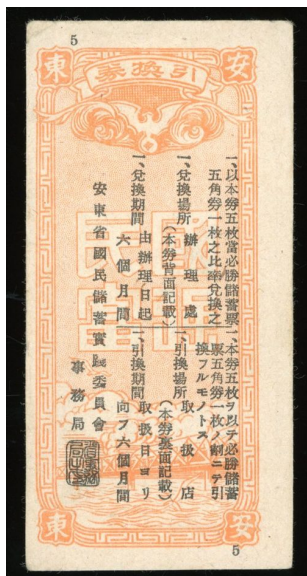 5
安東
引換券
一、以本券五枚當必勝儲蓄票
五角券一枚之比率兌換之
一、兌換場所 辦理處
(本券背面記載)
一、兌換期間 由辦理日起
六個月間
一、本券五枚ヲ以テ必勝儲蓄
票五角券一枚ノ割ニテ引
換フルモノトス
一、引換場所 取扱店
(本券裏面記載)
一、引換期間 取扱日ヨリ
向フ六個月間
安東省國民儲蓄實踐委員會
事務局
安東
5